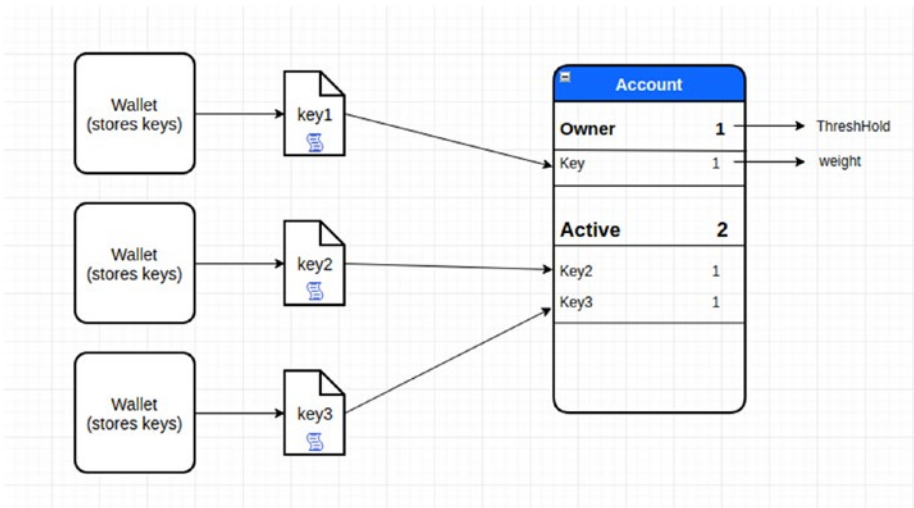 Wallet
(stores keys)
key1
Account
Owner 1
ThreshHold
Key 1
weight
Wallet
(stores keys)
key2
Active 2
Key2 1
Key3 1
Wallet
(stores keys)
key3